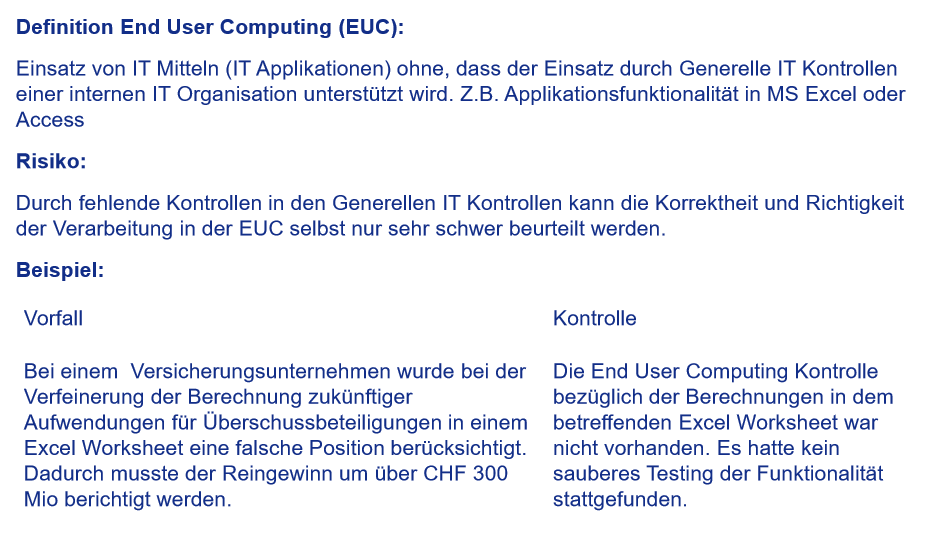 Definition End User Computing (EUC):
Einsatz von IT Mitteln (IT Applikationen) ohne, dass der Einsatz durch Generelle IT Kontrollen
einer internen IT Organisation unterstützt wird. Z.B. Applikationsfunktionalität in MS Excel oder
Access
Risiko:
Durch fehlende Kontrollen in den Generellen IT Kontrollen kann die Korrektheit und Richtigkeit
der Verarbeitung in der EUC selbst nur sehr schwer beurteilt werden.
Beispiel:
Vorfall
Bei einem  Versicherungsunternehmen wurde bei der
Verfeinerung der Berechnung zukünftiger
Aufwendungen für Überschussbeteiligungen in einem
Excel Worksheet eine falsche Position berücksichtigt.
Dadurch musste der Reingewinn um über CHF 300
Mio berichtigt werden.
Kontrolle
Die End User Computing Kontrolle
bezüglich der Berechnungen in dem
betreffenden Excel Worksheet war
nicht vorhanden. Es hatte kein
sauberes Testing der Funktionalität
stattgefunden.